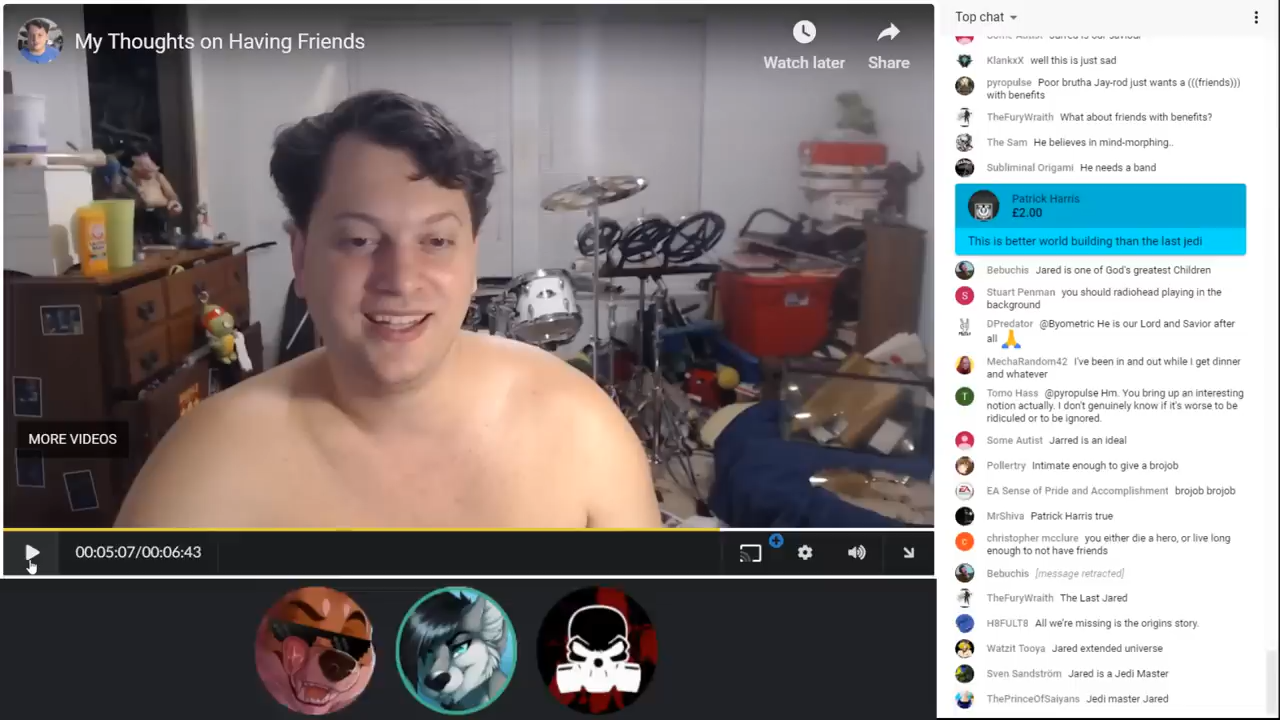 My Thoughts on Having Friends
Watch later
Share
MORE VIDEOS
00:05:07/00:06:43
Top chat
KlankxX well this is just sad
pyropulse Poor brutha Jay-rod just wants a (((friends)))
with benefits
TheFuryWraith What about friends with benefits?
The Sam He believes in mind-morphing..
Subliminal Origami He needs a band
Patrick Harris
£2.00
This is better world building than the last jedi
Bebuchis Jared is one of God's greatest Children
Stuart Penman you should radiohead playing in the
background
DPredator @Byometric He is our Lord and Savior after
all 🙏
MechaRandom42 I've been in and out while I get dinner
and whatever
Tomo Hass @pyropulse Hm. You bring up an interesting
notion actually. I don't genuinely know if it's worse to be
ridiculed or to be ignored.
Some Autist Jarred is an ideal
Pollertry Intimate enough to give a brojob
EA Sense of Pride and Accomplishment brojob brojob
MrShiva Patrick Harris true
christopher mcclure you either die a hero, or live long
enough to not have friends
Bebuchis [message retracted]
TheFuryWraith The Last Jared
H8FULT8 All we're missing is the origins story.
Watzit Tooya Jared extended universe
Sven Sandström Jared is a Jedi Master
ThePrinceOfSaiyans Jedi master Jared